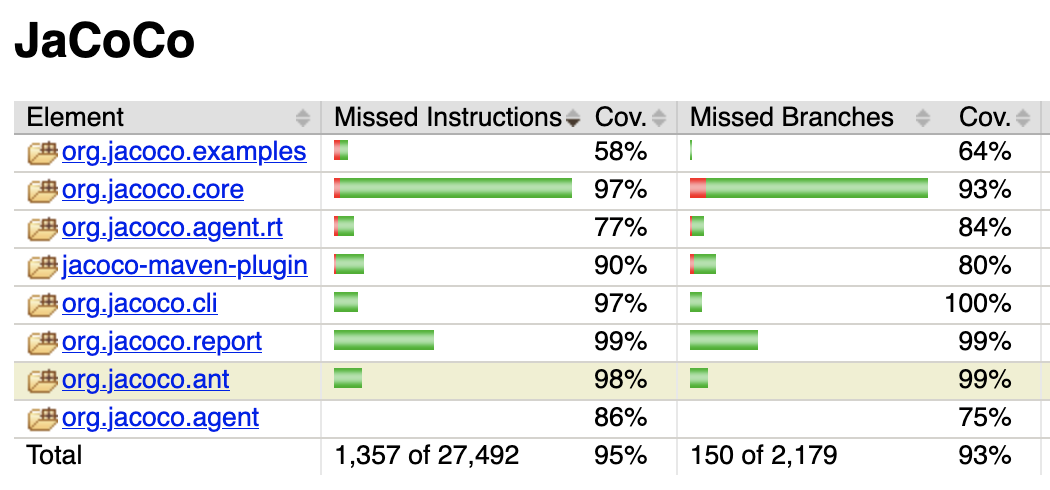 JaCoCo
Element Missed Instructions Cov. Missed Branches Cov.
org.jacoco.examples 58% 64%
org.jacoco.core 97% 93%
org.jacoco.agent.rt 77% 84%
jacoco-maven-plugin 90% 80%
org.jacoco.cli 97% 100%
org.jacoco.report 99% 99%
org.jacoco.ant 98% 99%
org.jacoco.agent 86% 75%
Total 1,357 of 27,492 95% 150 of 2,179 93%